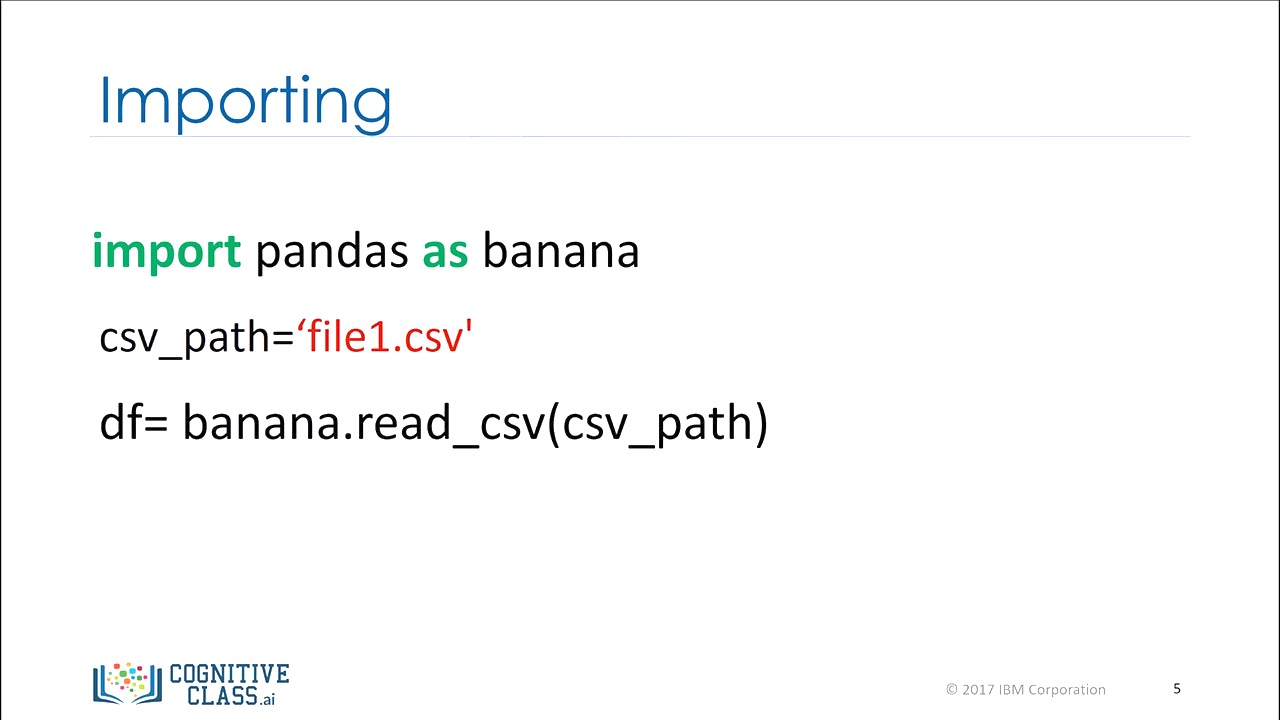 Importing
import pandas as banana
csv_path=‘file1.csv'
df= banana.read_csv(csv_path)
COGNITIVE
CLASS.ai
© 2017 IBM Corporation
5